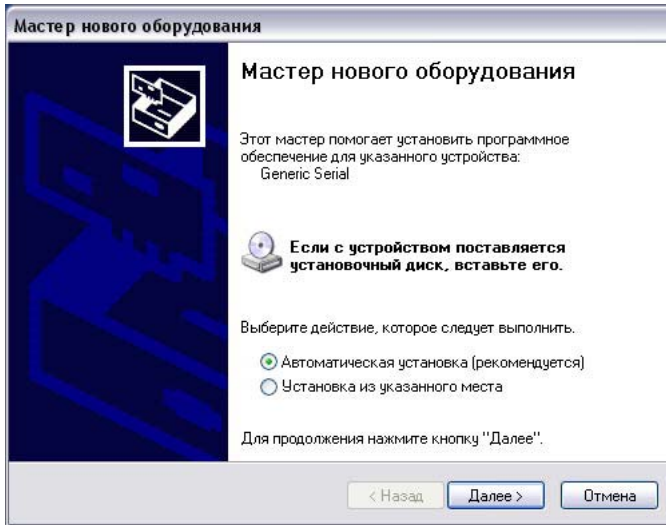 Мастер нового оборудования
Мастер нового оборудования
Этот мастер помогает установить программное
обеспечение для указанного устройства:
Generic Serial
Если с устройством поставляется
установочный диск, вставьте его.
Выберите действие, которое следует выполнить.
Автоматическая установка (рекомендуется)
Установка из указанного места
Для продолжения нажмите кнопку "Далее".
< Назад Далее > Отмена